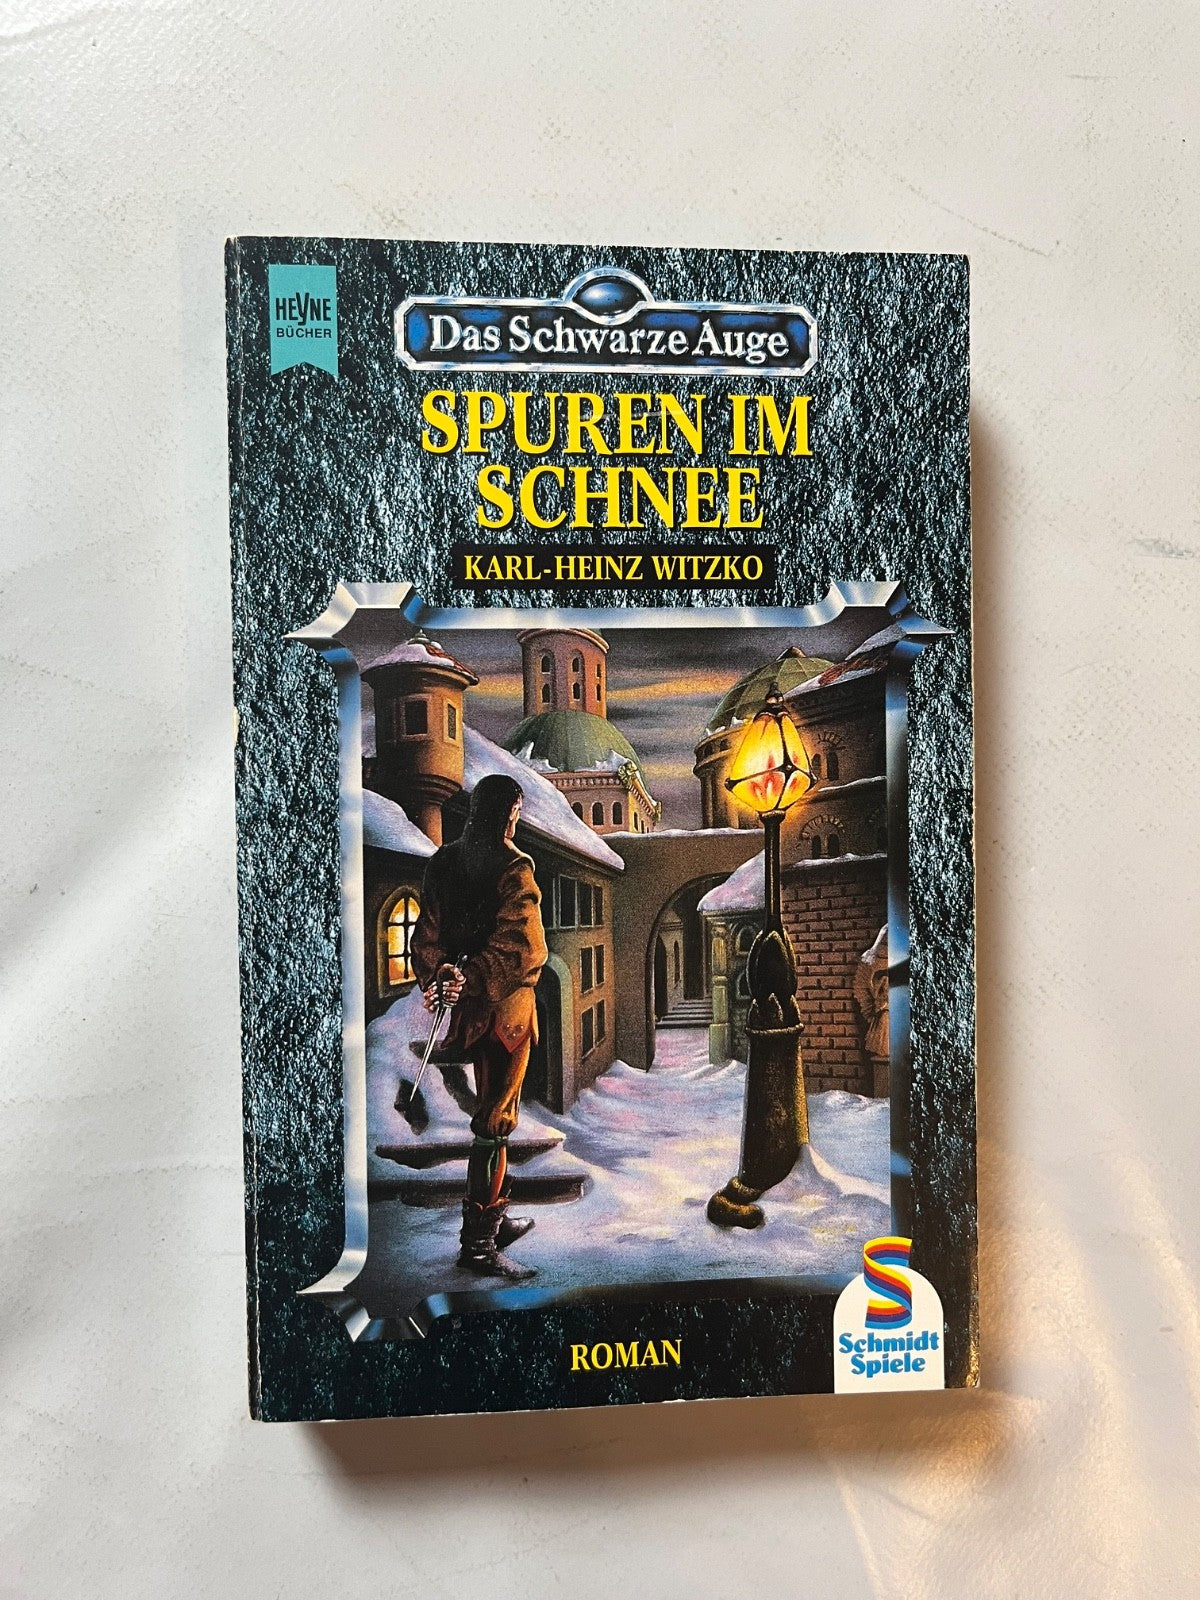 HEYNE
BÜCHER
Das Schwarze Auge
SPUREN IM
SCHNEE
KARL-HEINZ WITZKO
ROMAN
Schmidt
Spiele